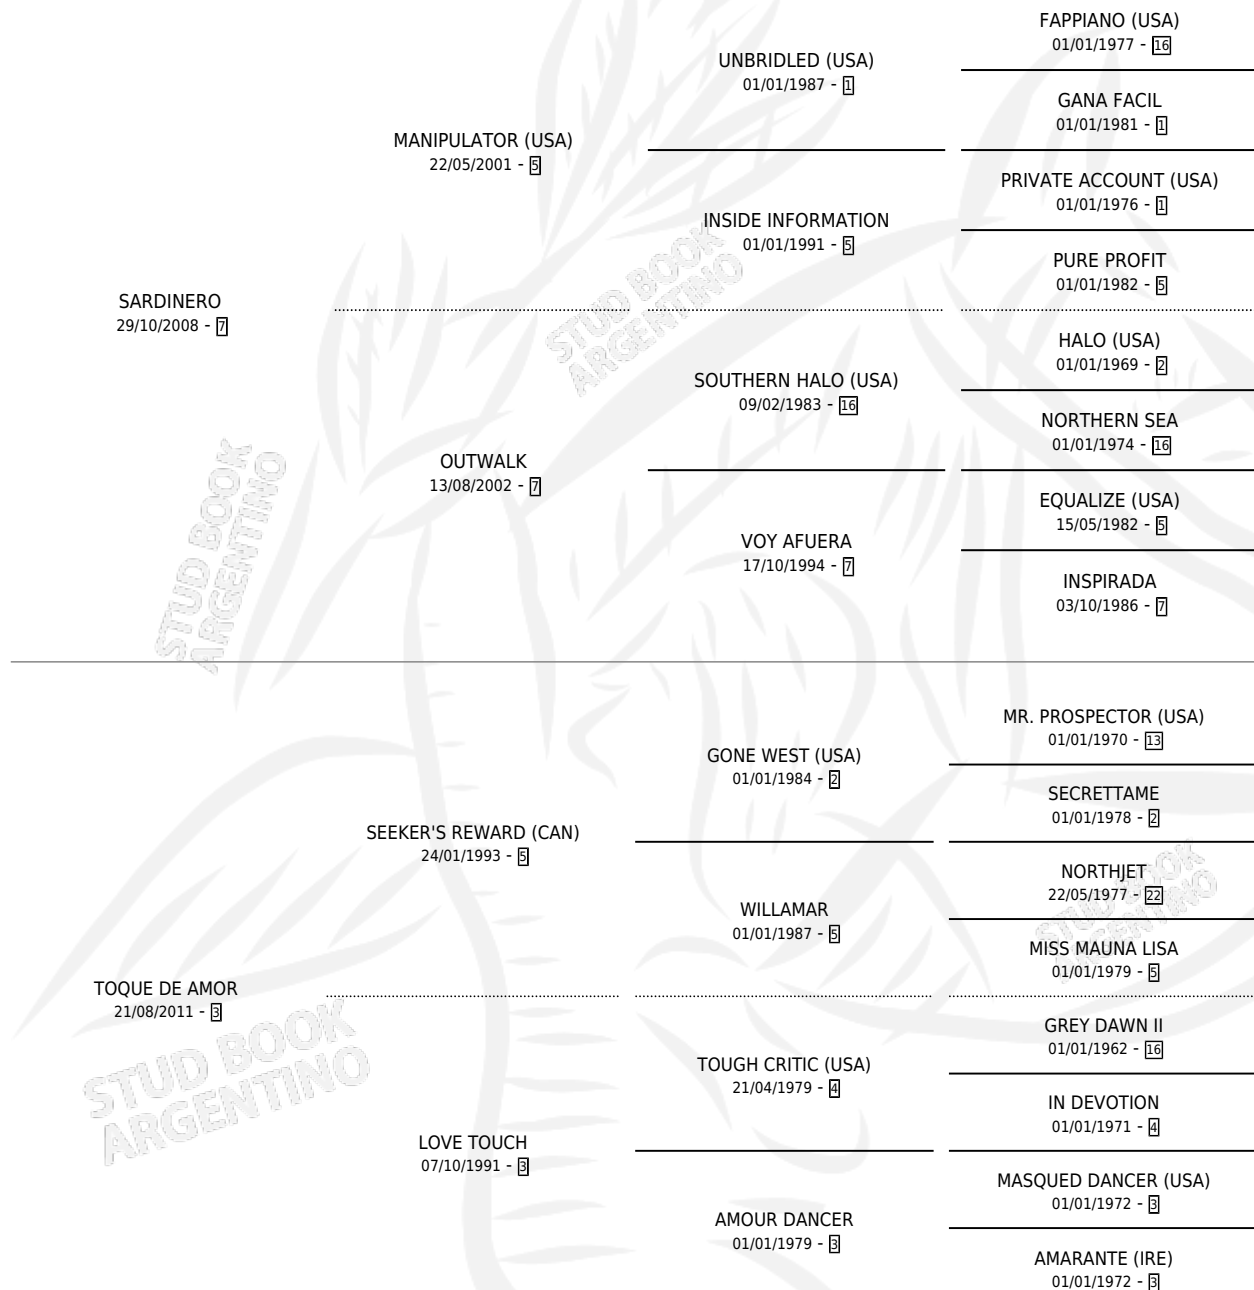 FAPPIANO (USA)
01/01/1977 - 16
UNBRIDLED (USA)
01/01/1987 - 1
GANA FACIL
01/01/1981 - 1
MANIPULATOR (USA)
22/05/2001 - 5
PRIVATE ACCOUNT (USA)
01/01/1976 - 1
INSIDE INFORMATION
01/01/1991 - 5
PURE PROFIT
01/01/1982 - 5
SARDINERO
29/10/2008 - 7
HALO (USA)
01/01/1969 - 2
SOUTHERN HALO (USA)
09/02/1983 - 16
NORTHERN SEA
01/01/1974 - 16
OUTWALK
13/08/2002 - 7
EQUALIZE (USA)
15/05/1982 - 5
VOY AFUERA
17/10/1994 - 7
INSPIRADA
03/10/1986 - 7
MR. PROSPECTOR (USA)
01/01/1970 - 13
GONE WEST (USA)
01/01/1984 - 2
SECRETTAME
01/01/1978 - 2
SEEKER'S REWARD (CAN)
24/01/1993 - 5
NORTHJET
22/05/1977 - 22
WILLAMAR
01/01/1987 - 5
MISS MAUNA LISA
01/01/1979 - 5
TOQUE DE AMOR
21/08/2011 - 3
GREY DAWN II
01/01/1962 - 16
TOUGH CRITIC (USA)
21/04/1979 - 4
IN DEVOTION
01/01/1971 - 4
LOVE TOUCH
07/10/1991 - 3
MASQUED DANCER (USA)
01/01/1972 - 3
AMOUR DANCER
01/01/1979 - 3
AMARANTE (IRE)
01/01/1972 - 3
STUD BOOK
ARGENTINO
STUD BOOK
ARGENTINO
STUD BOOK
ARGENTINO
STUD BOOK
ARGENTINO